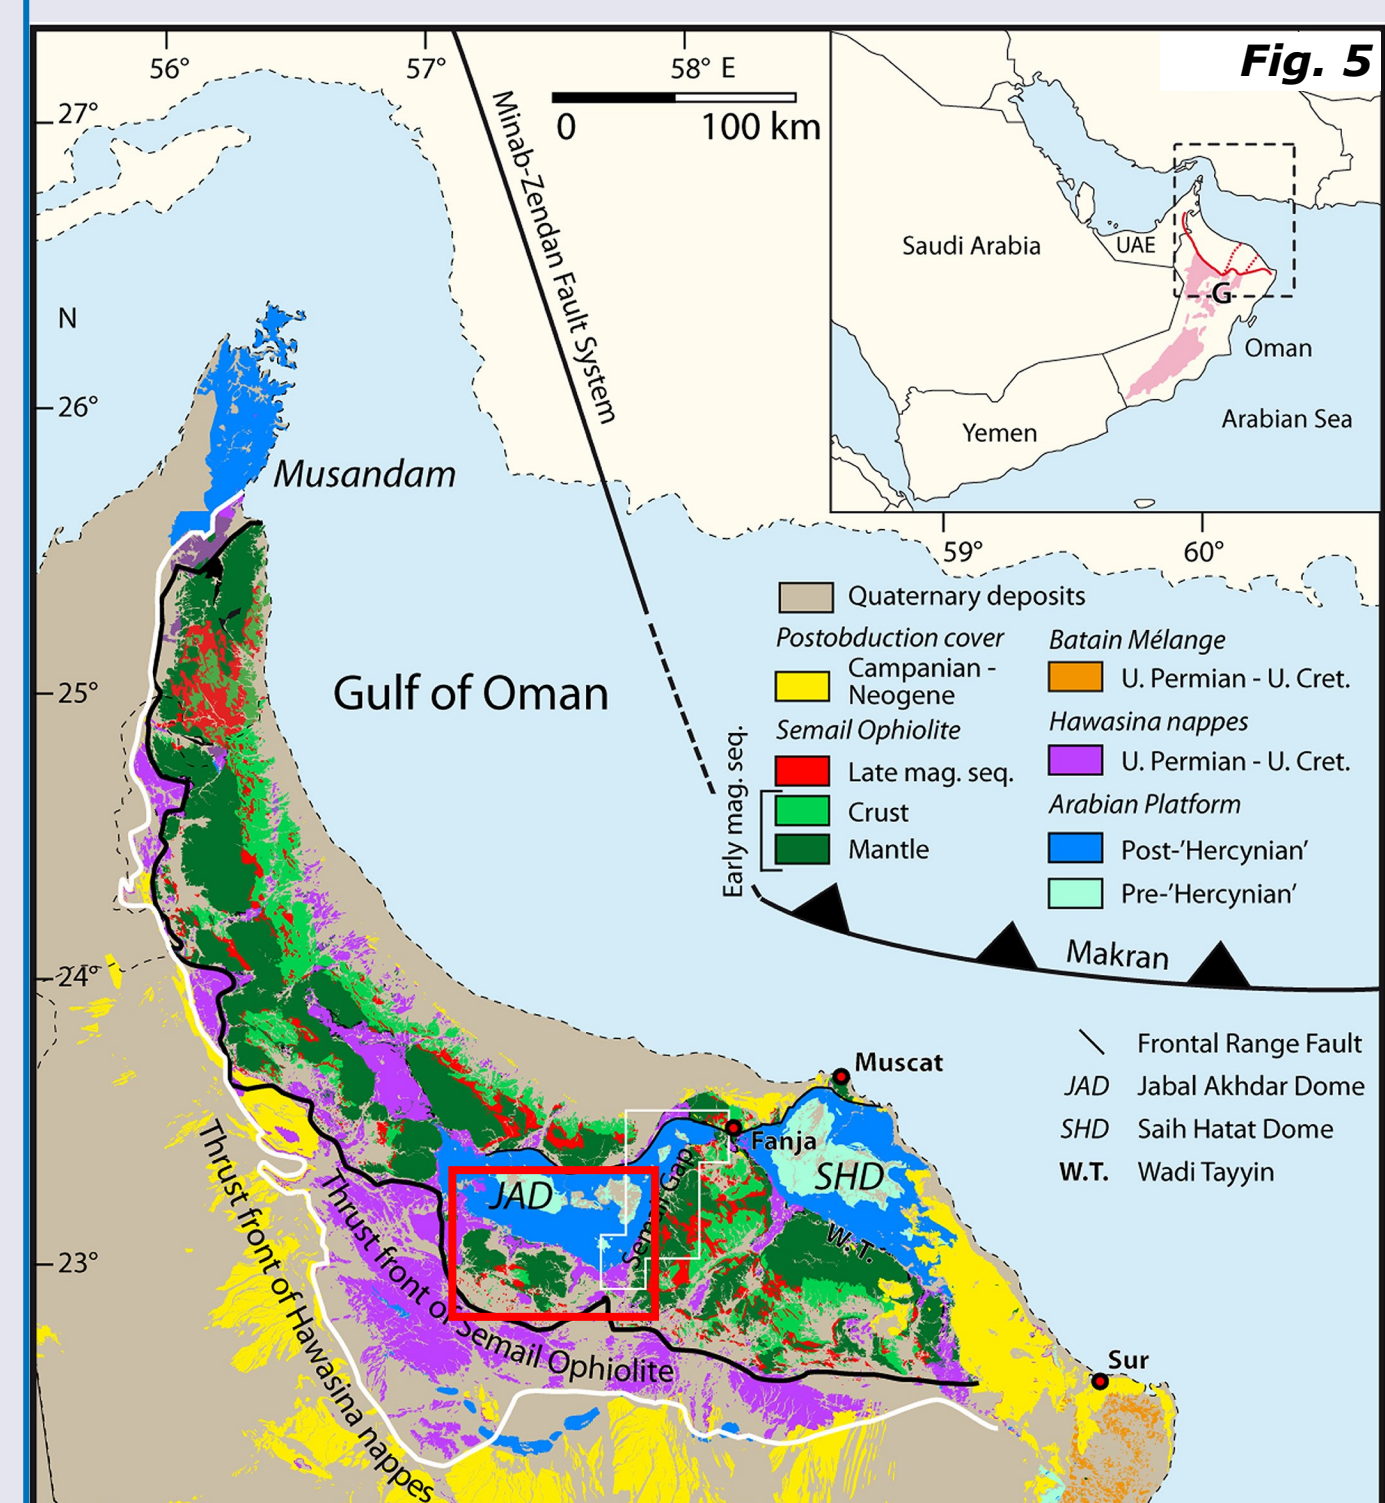 Fig. 5
56°
57°
58° E
27°
0
100 km
Minab-Zendan Fault System
Saudi Arabia
UAE
G
Oman
Arabian Sea
Yemen
N
26°
Musandam
59°
60°
Quaternary deposits
Postobduction cover
Campanian -
Neogene
Semail Ophiolite
Late mag. seq.
Crust
Mantle
Early mag. seq.
Batain Mélange
U. Permian - U. Cret.
Hawasina nappes
U. Permian - U. Cret.
Arabian Platform
Post-'Hercynian'
Pre-'Hercynian'
25°
Gulf of Oman
Makran
24°
Frontal Range Fault
JAD Jabal Akhdar Dome
SHD Saih Hatat Dome
W.T. Wadi Tayyin
Muscat
Fanja
SHD
JAD
Semail Gap
W. T.
23°
Thrust front of Semail Ophiolite
Thrust front of Hawasina nappes
Sur